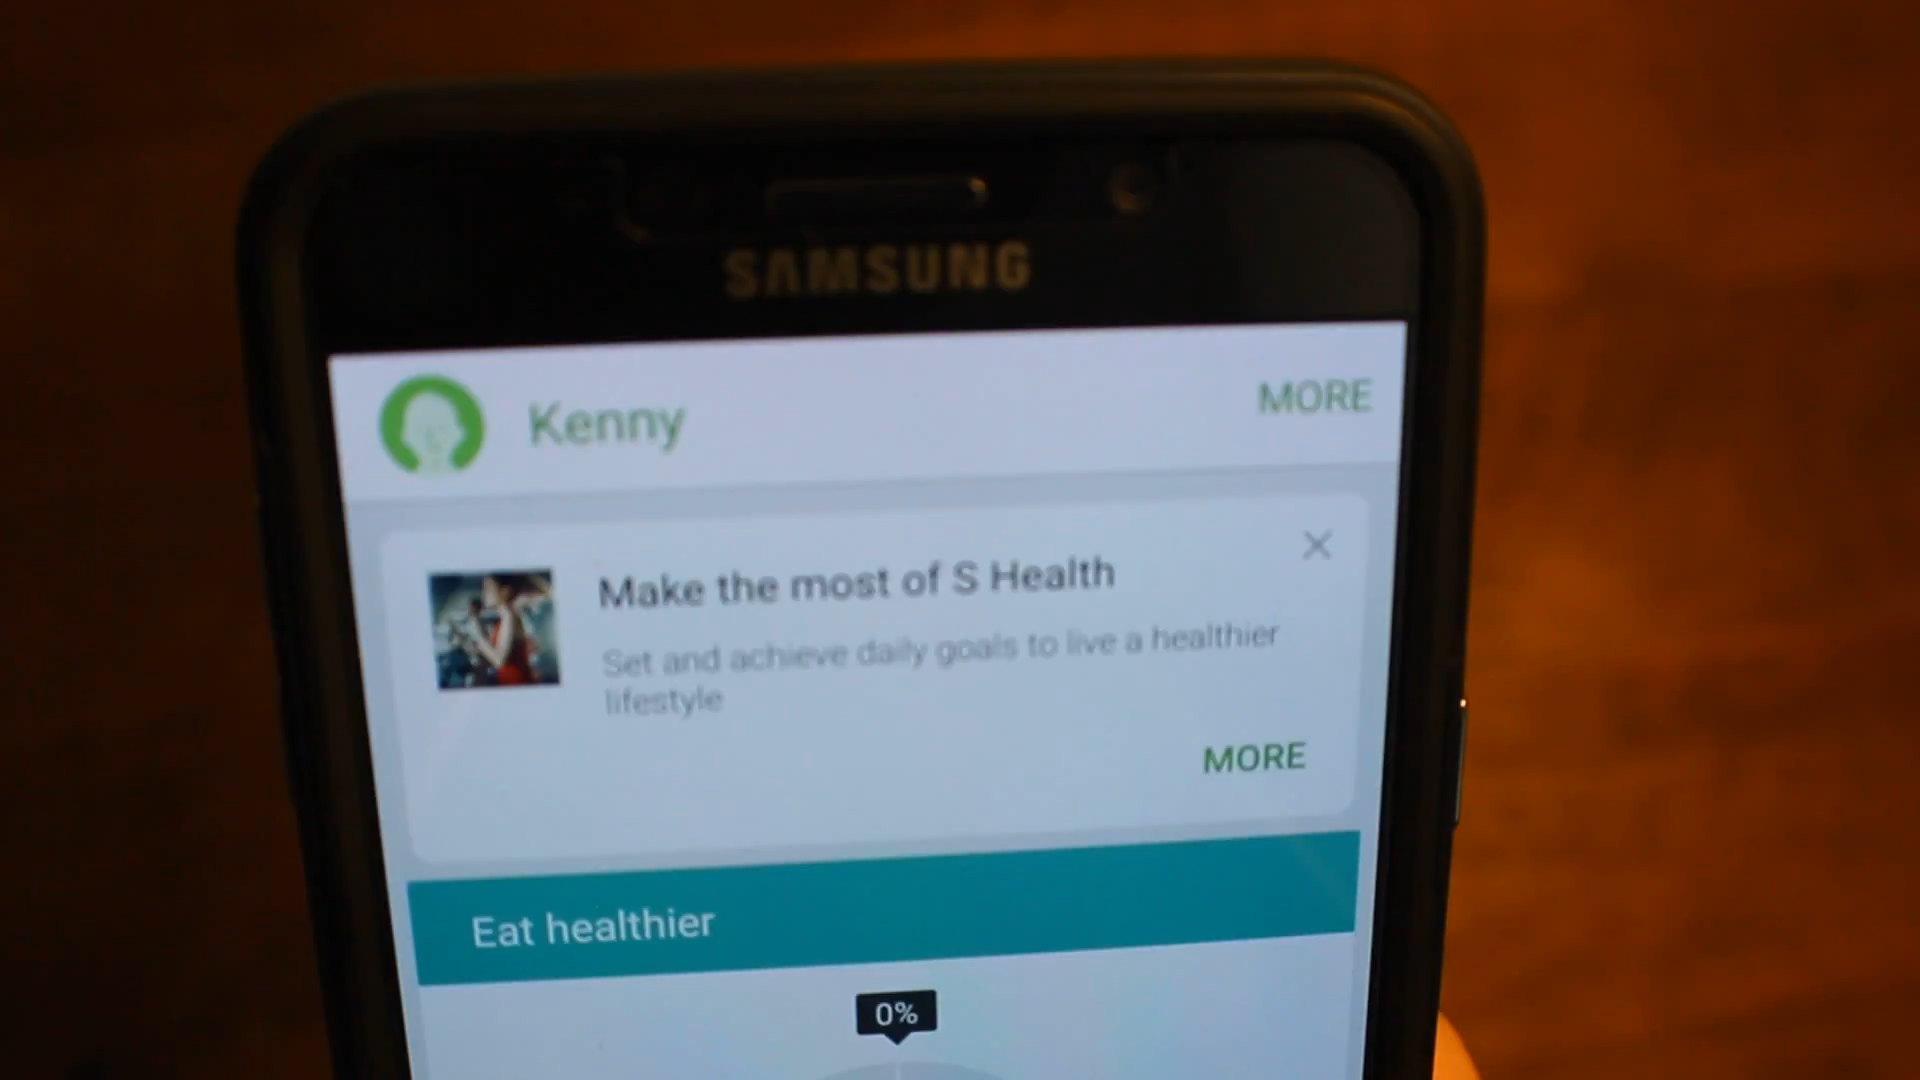 SAMSUNG
Kenny
MORE
Make the most of S Health
Set and achieve daily goals to live a healthier
lifestyle
MORE
Eat healthier
0%